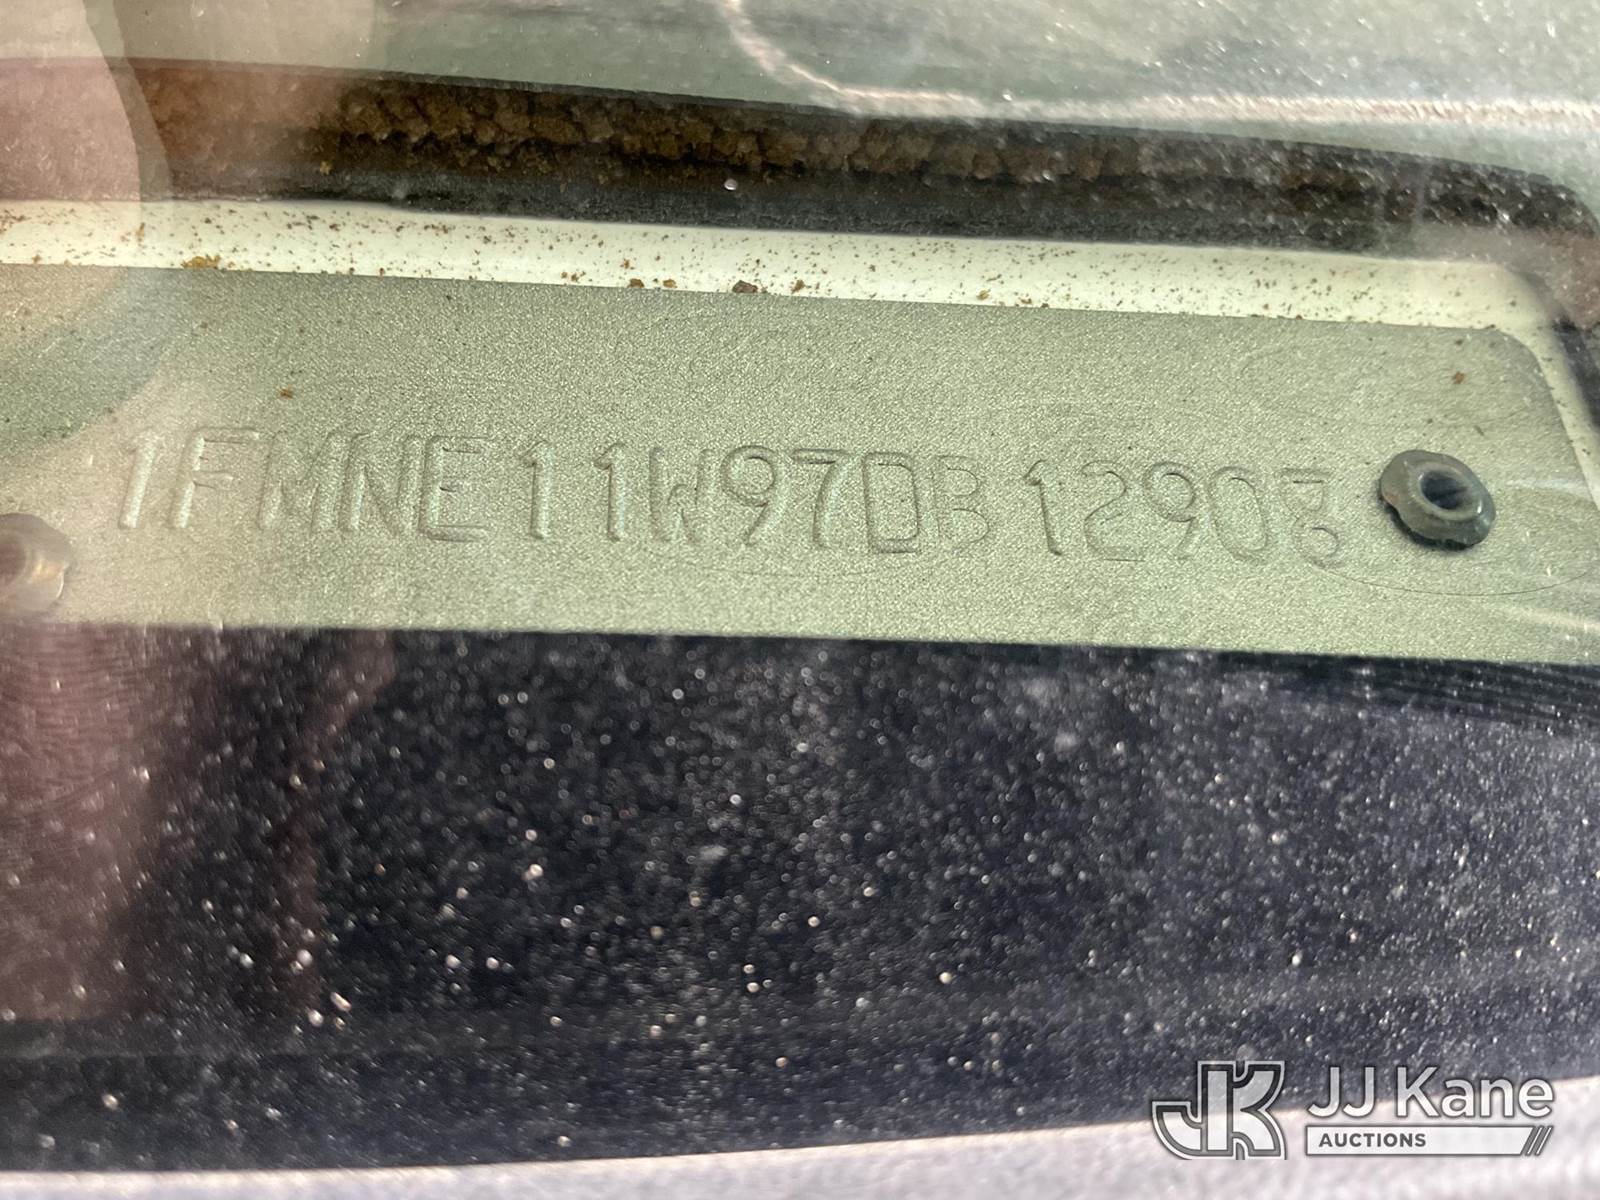 1FMNE11W97DB12908
JJ Kane
AUCTIONS